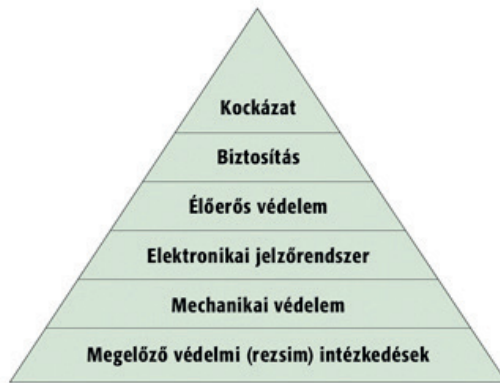 Kockázat
Biztosítás
Élőerős védelem
Elektronikai jelzőrendszer
Mechanikai védelem
Megelőző védelmi (rezsim) intézkedések